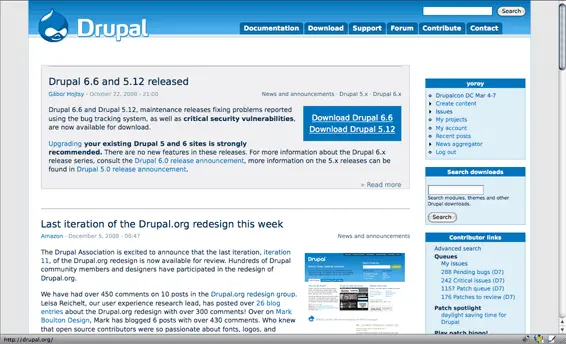 Search
Drupal
Documentation Download Support Forum Contribute Contact
Drupal 6.6 and 5.12 released
Gábor Hojtsy - October 22, 2008 - 21:00
News and announcements · Drupal 5.x · Drupal 6.x
Drupal 6.6 and Drupal 5.12, maintenance releases fixing problems reported
using the bug tracking system, as well as critical security vulnerabilities,
are now available for download.
Download Drupal 6.6
Download Drupal 5.12
Upgrading your existing Drupal 5 and 6 sites is strongly
recommended. There are no new features in these releases. For more information about the Drupal 6.x
release series, consult the Drupal 6.0 release announcement, more information on the 5.x releases can be
found in Drupal 5.0 release announcement.
» Read more
Last iteration of the Drupal.org redesign this week
Amazon - December 5, 2008 - 06:47
News and announcements
The Drupal Association is excited to announce that the last iteration, iteration
11, of the Drupal.org redesign is now available for review. Hundreds of Drupal
community members and designers have participated in the redesign of
Drupal.org.
We have had over 450 comments on 10 posts in the Drupal.org redesign group.
Leisa Reichelt, our user experience research lead, has posted over 26 blog
entries about the Drupal.org redesign with over 300 comments! Over on Mark
Boulton Design, Mark has blogged 6 posts with over 430 comments. Who knew
that open source contributors were so passionate about fonts, logos, and
yoroy
Drupalcon DC Mar 4-7
Create content
Issues
My projects
My account
Recent posts
News aggregator
Log out
Search downloads
Search modules, themes and other
Drupal downloads.
Search
Contributor links
Advanced search
Queues
My issues
288 Pending bugs (D7)
242 Critical issues
1157 Patch queue (D7)
176 Patches to review (D7)
Patch spotlight
daylight saving time for
Drupal
Play patch bingo!
http://drupal.org/